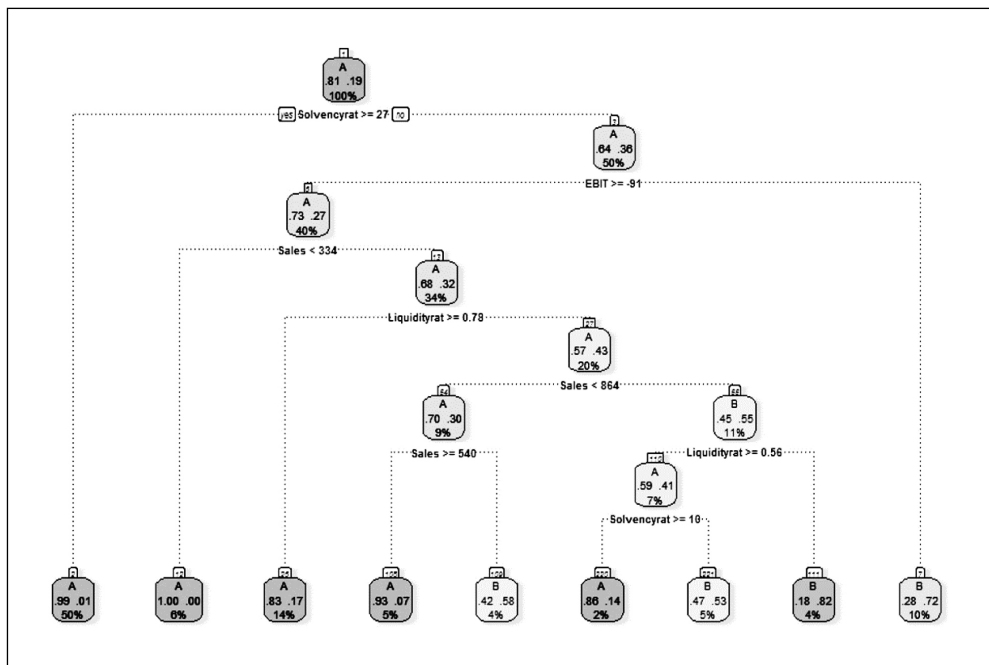 A
.81 .19
100%
yes Solvencyrat >= 27 no
A
.64 .36
50%
EBIT >= -91
A
.73 .27
40%
Sales < 334
A
.68 .32
34%
Liquidityrat >= 0.78
27
A
.57 .43
20%
Sales < 864
A
.70 .30
9%
Sales >= 540
B
.45 .55
11%
Liquidityrat >= 0.56
A
.59 .41
7%
Solvencyrat >= 10
A
.99 .01
50%
A
1.00 .00
6%
A
.83 .17
14%
A
.93 .07
5%
B
.42 .58
4%
A
.86 .14
2%
B
.47 .53
5%
B
.18 .82
4%
B
.28 .72
10%